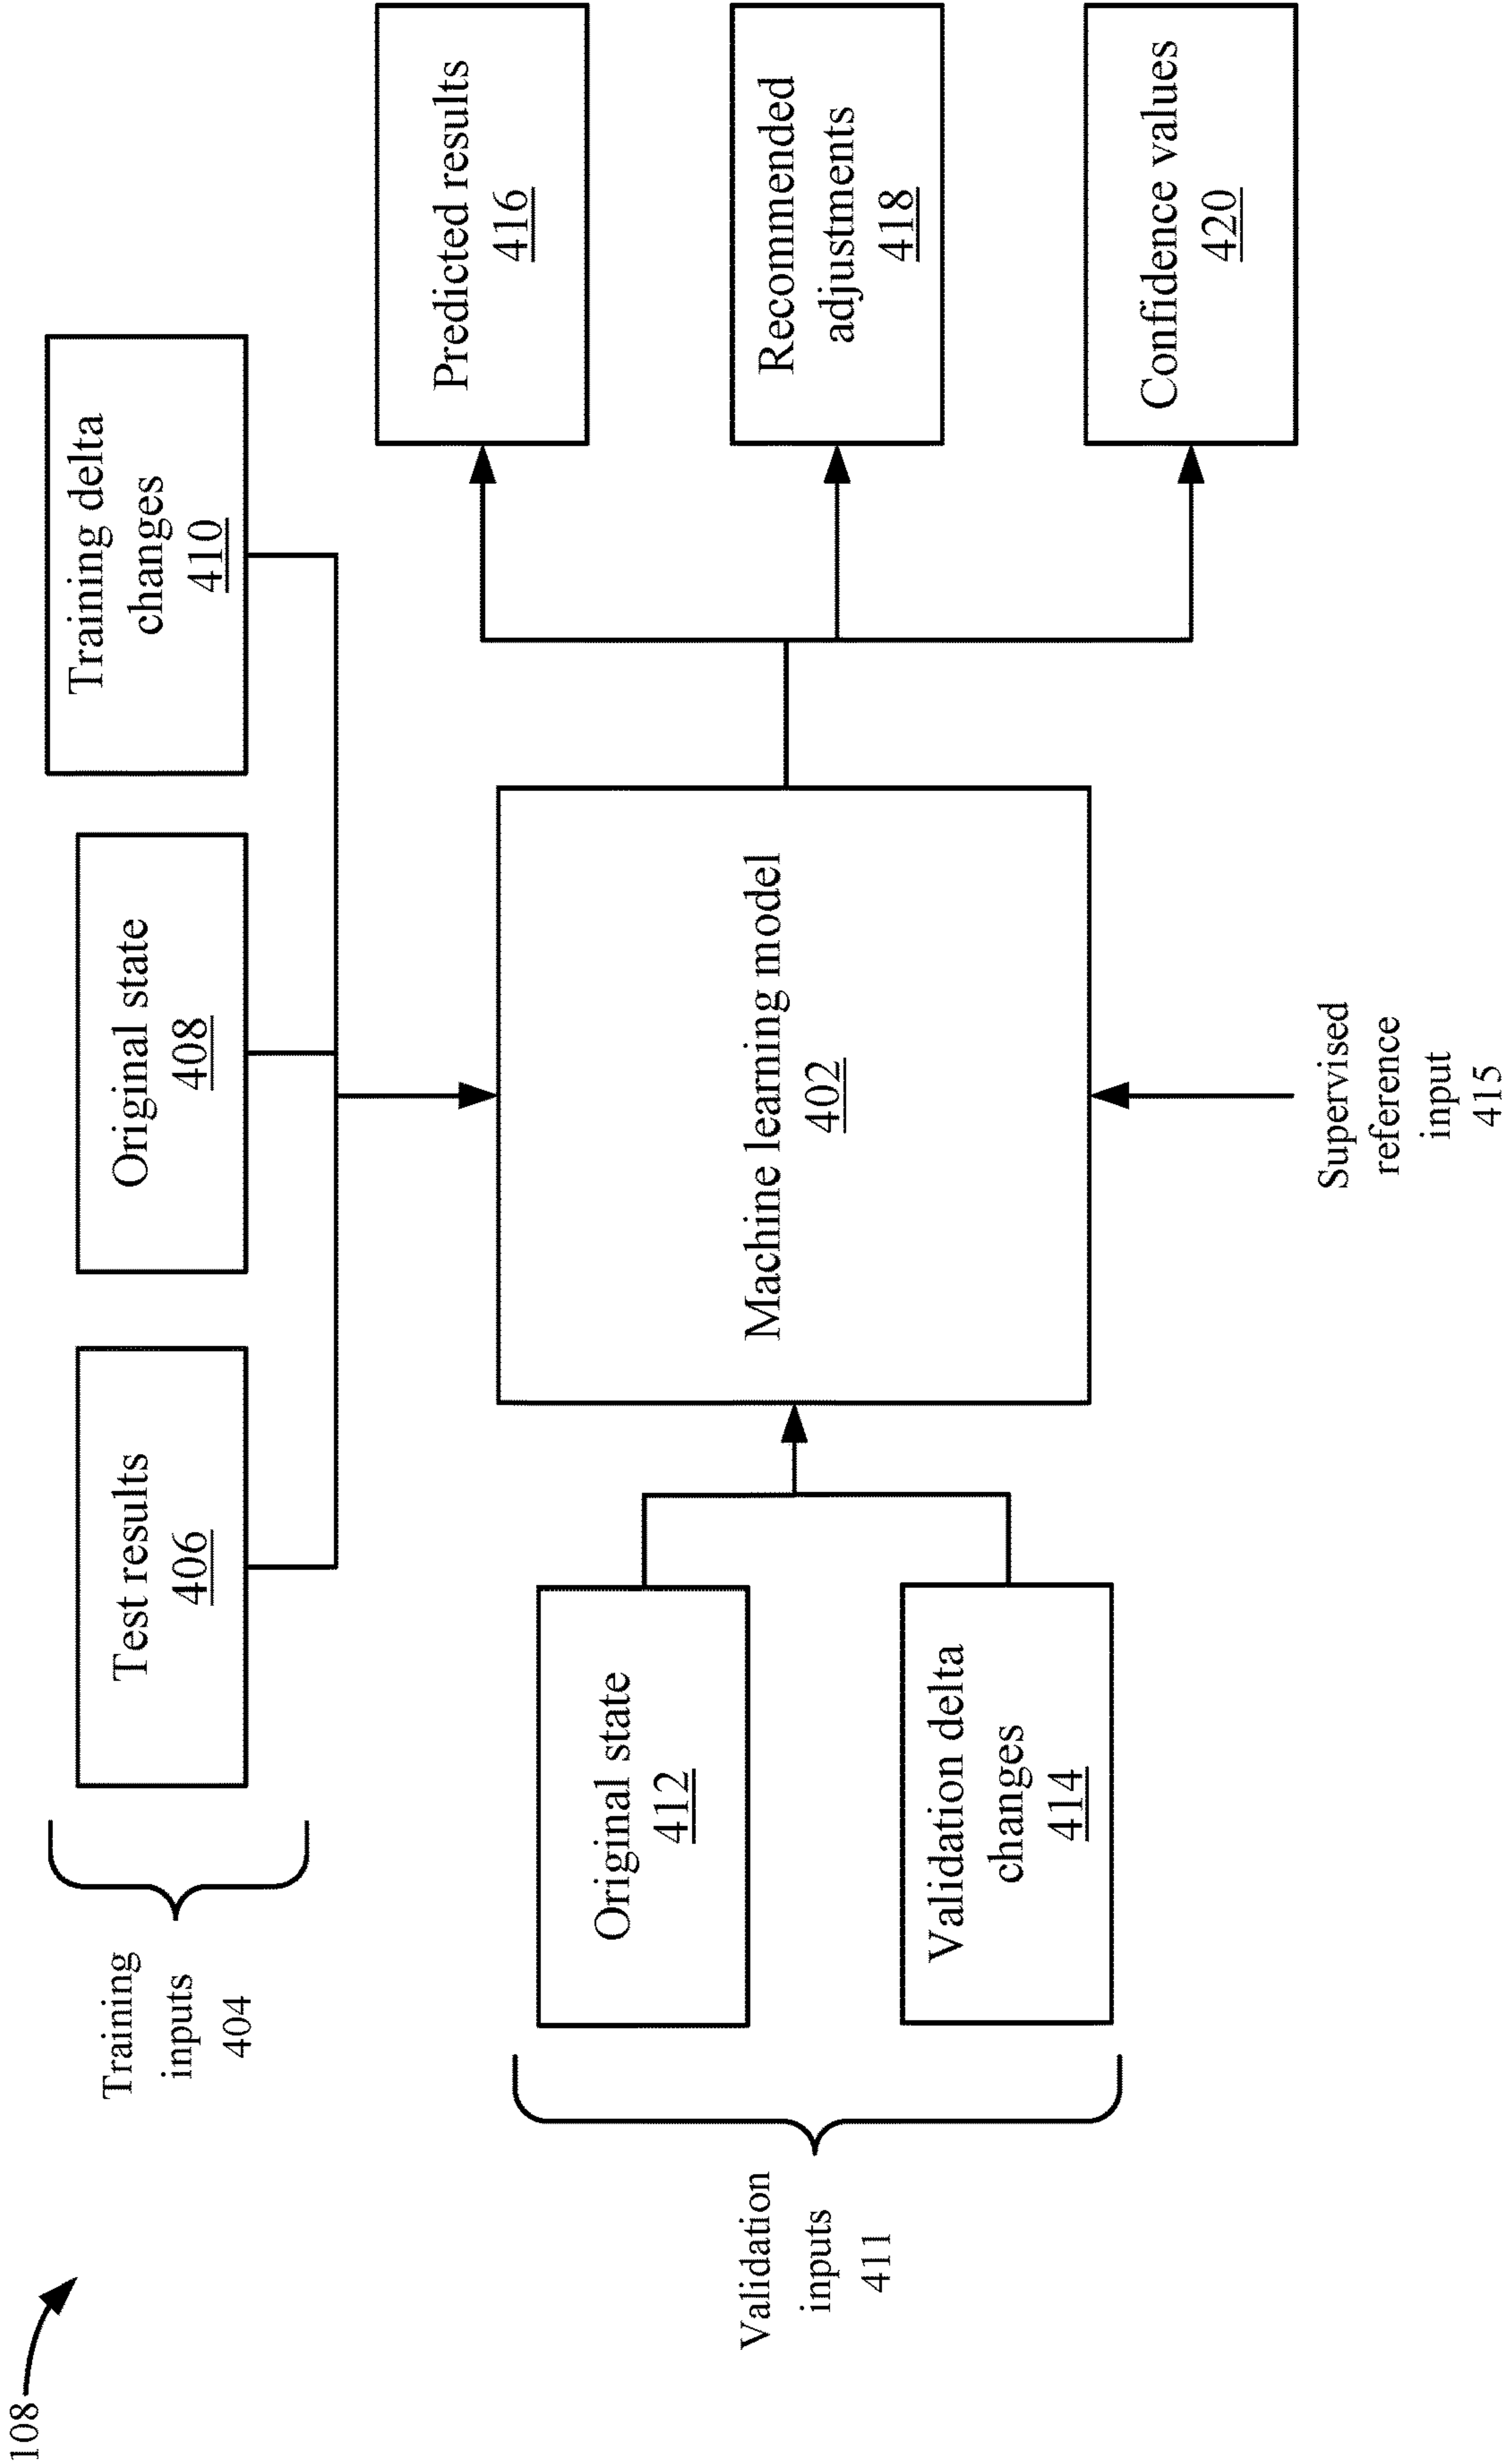 108
Training
inputs
404
Test results
406
Original state
408
Training delta
changes
410
Validation
inputs
411
Original state
412
Validation delta
changes
414
Machine learning model
402
Supervised
reference
input
415
Predicted results
416
Recommended
adjustments
418
Confidence values
420